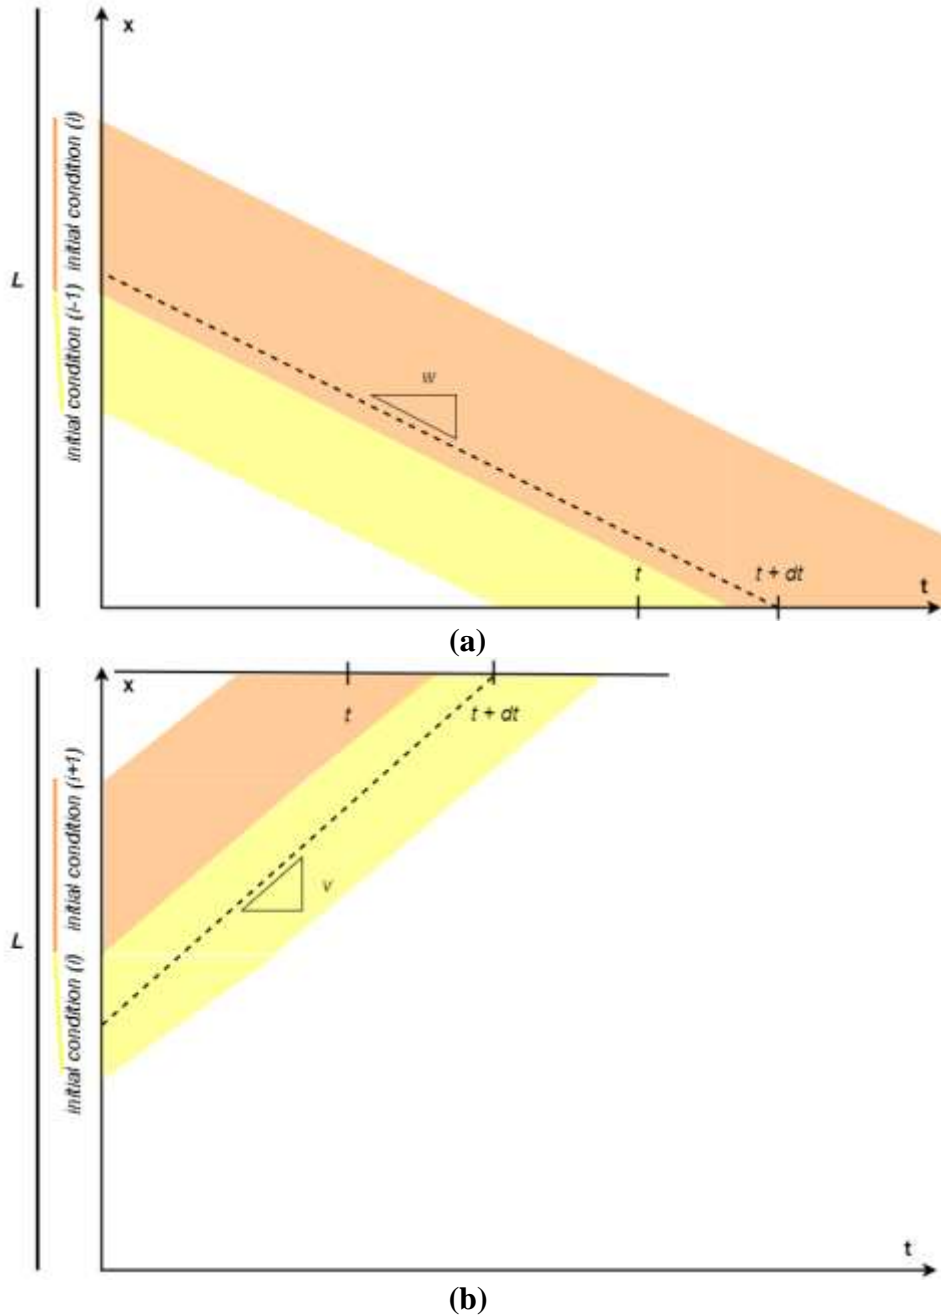 x
L
initial condition (i)
initial condition (i-1)
w
t
t + dt
t
(a)
x
t
t + dt
L
initial condition (i+1)
initial condition (i)
v
t
(b)